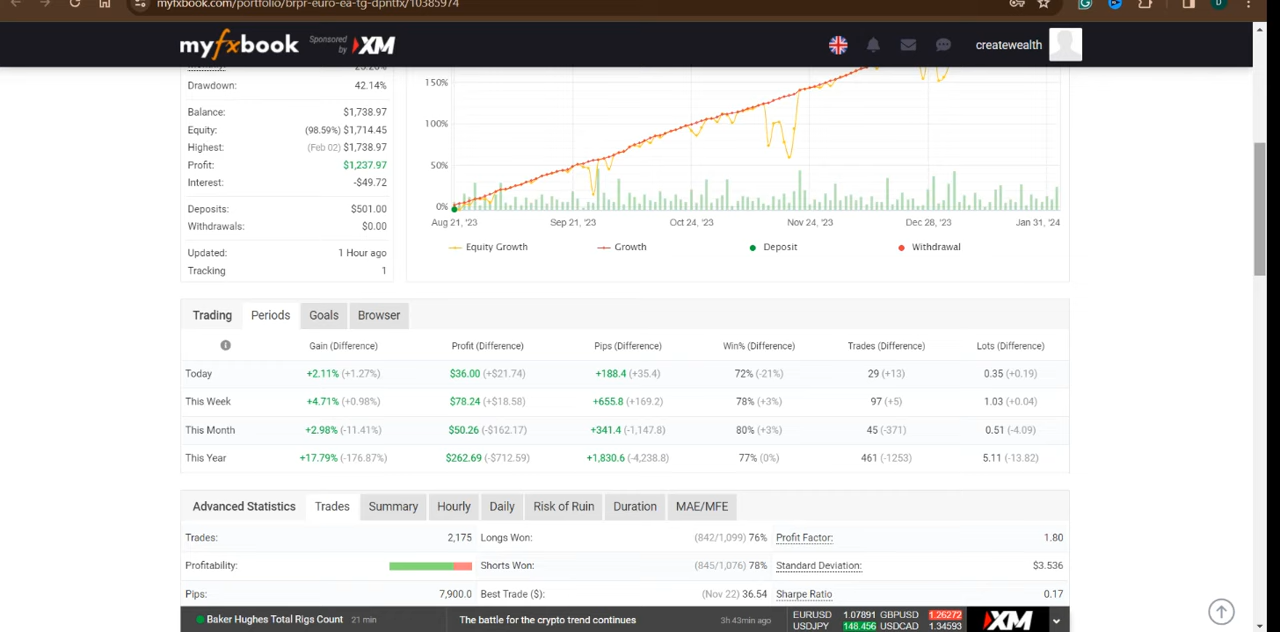 myfxbook.com/portfolio/brpr-euro-ea-tg-dpntfx/10385974
myfxbook Sponsored by XM
createwealth
Drawdown: 42.14%
Balance: $1,738.97
Equity: (98.59%) $1,714.45
Highest: (Feb 02) $1,738.97
Profit: $1,237.97
Interest: -$49.72
Deposits: $501.00
Withdrawals: $0.00
Updated: 1 Hour ago
Tracking 1
150%
100%
50%
0%
Aug 21, '23 Sep 21, '23 Oct 24, '23 Nov 24, '23 Dec 28, '23 Jan 31, '24
Equity Growth Growth Deposit Withdrawal
Trading Periods Goals Browser
Gain (Difference) Profit (Difference) Pips (Difference) Win% (Difference) Trades (Difference) Lots (Difference)
Today +2.11% (+1.27%) $36.00 (+$21.74) +188.4 (+35.4) 72% (-21%) 29 (+13) 0.35 (+0.19)
This Week +4.71% (+0.98%) $78.24 (+$18.58) +655.8 (+169.2) 78% (+3%) 97 (+5) 1.03 (+0.04)
This Month +2.98% (-11.41%) $50.26 (-$162.17) +341.4 (-1,147.8) 80% (+3%) 45 (-371) 0.51 (-4.09)
This Year +17.79% (-176.87%) $262.69 (-$712.59) +1,830.6 (-4,238.8) 77% (0%) 461 (-1253) 5.11 (-13.82)
Advanced Statistics Trades Summary Hourly Daily Risk of Ruin Duration MAE/MFE
Trades: 2,175 Longs Won: (842/1,099) 76% Profit Factor: 1.80
Profitability: Shorts Won: (845/1,076) 78% Standard Deviation: $3.536
Pips: 7,900.0 Best Trade ($): (Nov 22) 36.54 Sharpe Ratio 0.17
Baker Hughes Total Rigs Count 21 min The battle for the crypto trend continues 3h 43min ago
EURUSD 1.07891 GBPUSD 1.26272
USDJPY 148.456 USDCAD 1.34593
XM